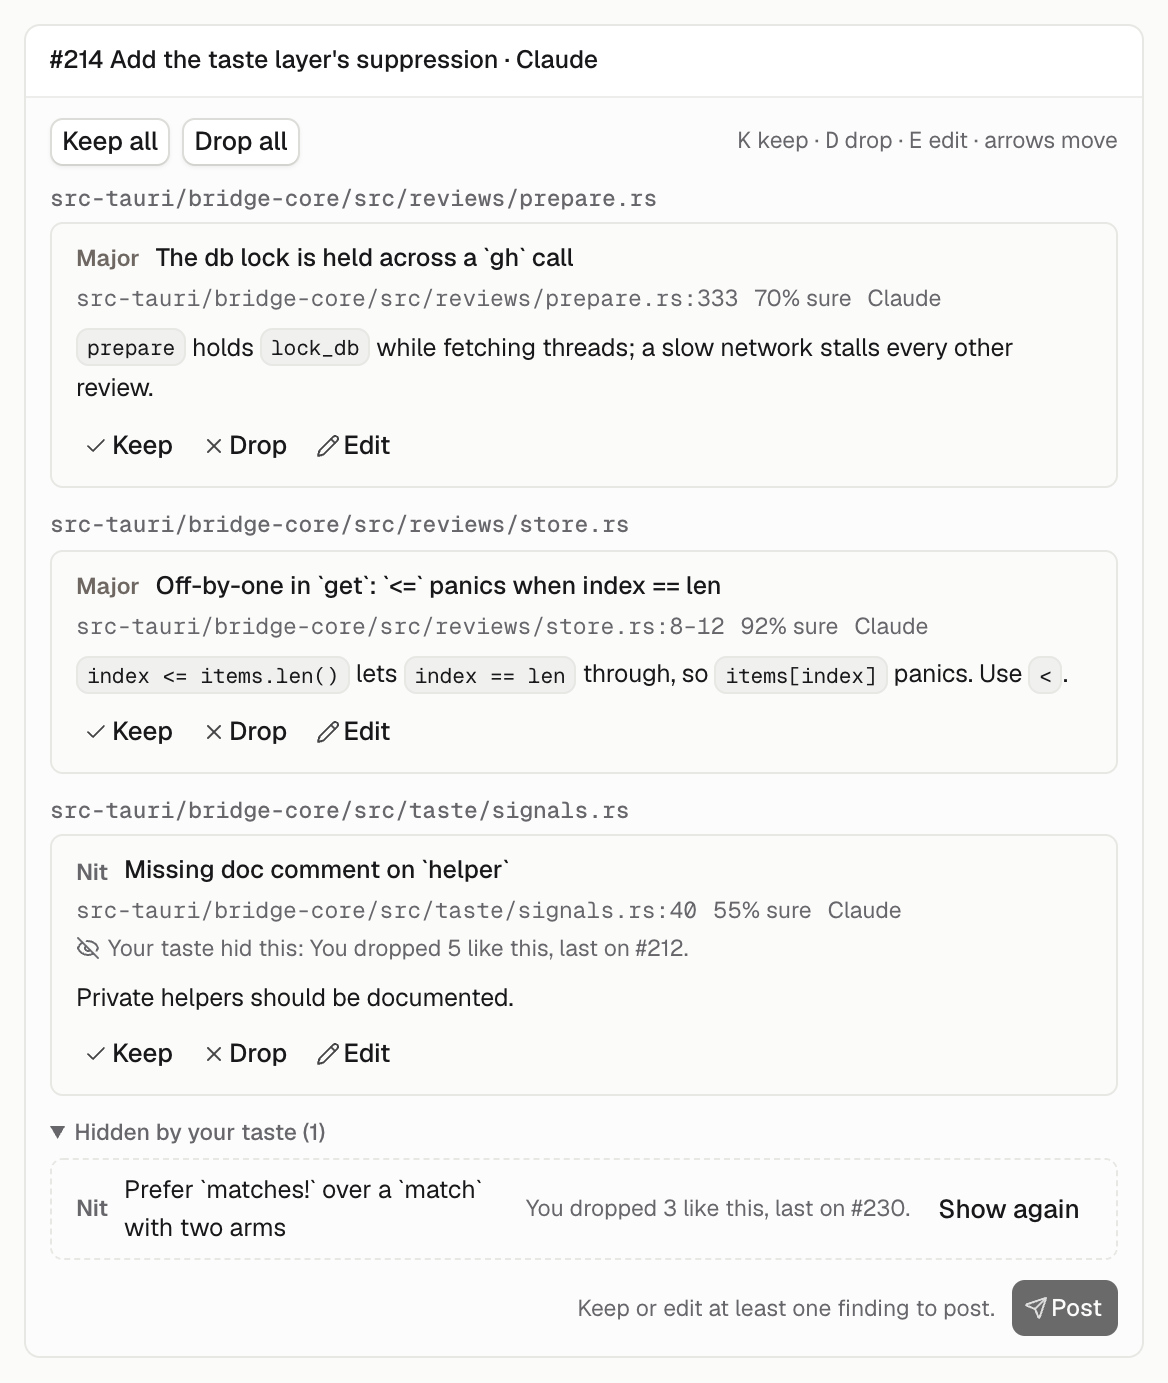 #214 Add the taste layer's suppression · Claude
Keep all Drop all K keep · D drop · E edit · arrows move
src-tauri/bridge-core/src/reviews/prepare.rs
Major The db lock is held across a `gh` call
src-tauri/bridge-core/src/reviews/prepare.rs:333 70% sure Claude
prepare holds lock_db while fetching threads; a slow network stalls every other
review.
Keep Drop Edit
src-tauri/bridge-core/src/reviews/store.rs
Major Off-by-one in `get`: `<=` panics when index == len
src-tauri/bridge-core/src/reviews/store.rs:8–12 92% sure Claude
index <= items.len() lets index == len through, so items[index] panics. Use <.
Keep Drop Edit
src-tauri/bridge-core/src/taste/signals.rs
Nit Missing doc comment on `helper`
src-tauri/bridge-core/src/taste/signals.rs:40 55% sure Claude
Your taste hid this: You dropped 5 like this, last on #212.
Private helpers should be documented.
Keep Drop Edit
▼ Hidden by your taste (1)
Nit Prefer `matches!` over a `match`
with two arms
You dropped 3 like this, last on #230. Show again
Keep or edit at least one finding to post. Post